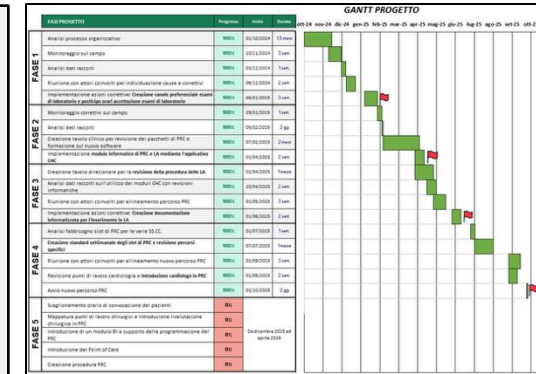 GANTT PROGETTO
FASI PROGETTO Progresso Inizio Durata ott-24 nov-24 dic-24 gen-25 feb-25 mar-25 apr-25 mag-25 giu-25 lug-25 ago-25 set-25 ott-2
FASE 1
Analisi processo organizzativo 100% 01/10/2024 1,5 mesi
Monitoraggio sul campo 100% 10/11/2024 3 sett.
Analisi dati raccolti 100% 01/12/2024 1 sett.
Riunione con attori coinvolti per individuazione cause e correttivi 100% 09/12/2024 2 sett.
Implementazione azioni correttive: Creazione canale preferenziale esami
di laboratorio e posticipo orari accettazione esami di laboratorio 100% 08/01/2025 3 sett.
FASE 2
Monitoraggio correttivi sul campo 100% 29/01/2025 1 sett.
Analisi dati raccolti 100% 05/02/2025 2 gg
Creazione tavolo clinico per revisione dei pacchetti di PRC e
formazione sul nuovo software 100% 07/02/2025 2 mesi
Implementazione modulo informatico di PRC e LA mediante l'applicativo
O4C 100% 01/04/2025 2 sett.
FASE 3
Creazione tavolo direzionale per la revisione della procedura delle LA 100% 01/04/2025 1 mese
Analisi dati raccolti sull'utilizzo dei moduli O4C con revisioni
informatiche 100% 20/04/2025 2 sett.
Riunione con attori coinvolti per allineamento percorso PRC 100% 01/05/2025 3 sett.
Implementazione azioni correttive: Creazione documentazione
informatizzata per l'inserimento in LA 100% 01/06/2025 2 sett.
FASE 4
Analisi fabbisogno slot di PRC per le varie SS.CC. 100% 01/07/2025 1 sett.
Creazione standard settimanale degli slot di PRC e revisione percorsi
specifici 100% 07/07/2025 1 mese
Riunione con attori coinvolti per allineamento nuovo percorso PRC 100% 01/09/2025 3 sett.
Revisione punti di lavoro cardiologia e introduzione cardiologo in PRC 100% 01/09/2025 2 sett.
Avvio nuovo percorso PRC 100% 01/10/2025 2 gg
FASE 5
Scaglionamento orario di convocazione dei pazienti 0%
Mappatura punti di lavoro chirurgici e introduzione rivalutazione
chirurgica in PRC 0%
Introduzione di un modulo BI a supporto della programmazione del
PRC 0%
Da dicembre 2025 ad
aprile 2026
Introduzione del Point of Care 0%
Creazione procedura PRC 0%